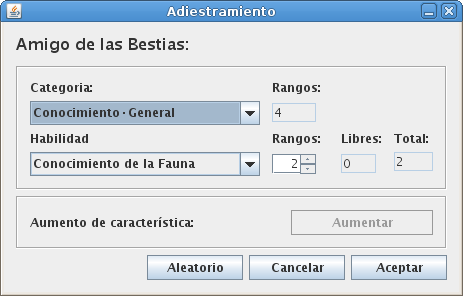 Adiestramiento
Amigo de las Bestias:
Categoria: Rangos:
Conocimiento·General 4
Habilidad Rangos: Libres: Total:
Conocimiento de la Fauna 2 0 2
Aumento de característica: Aumentar
Aleatorio Cancelar Aceptar